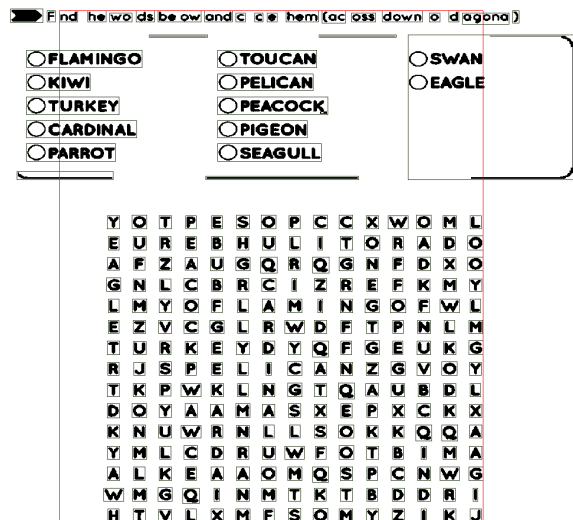 Find the words below and circle them (across down or diagonal)
FLAMINGO TOUCAN SWAN
KIWI PELICAN EAGLE
TURKEY PEACOCK
CARDINAL PIGEON
PARROT SEAGULL
Y O T P E S O P C C X W O M L
E U R E B H U L I T O R A D O
A F Z A U G Q R Q G N F D X O
G N L C B R C I Z R E F K M Y
L M Y O F L A M I N G O F W L
E Z V C G L R W D F T P N L M
T U R K E Y D Y Q F G E U K G
R J S P E L I C A N Z G V O Y
T K P W K L N G T Q A U B D L
D O Y A A M A S X E P X C K X
K N U W R N L L S O K K Q Q A
Y M L C D R U W F O T B I M A
A L K E A A O M Q S P C N W G
W M G Q I N M T K T B D D R I
H T V L X M F S O M Y Z I K J